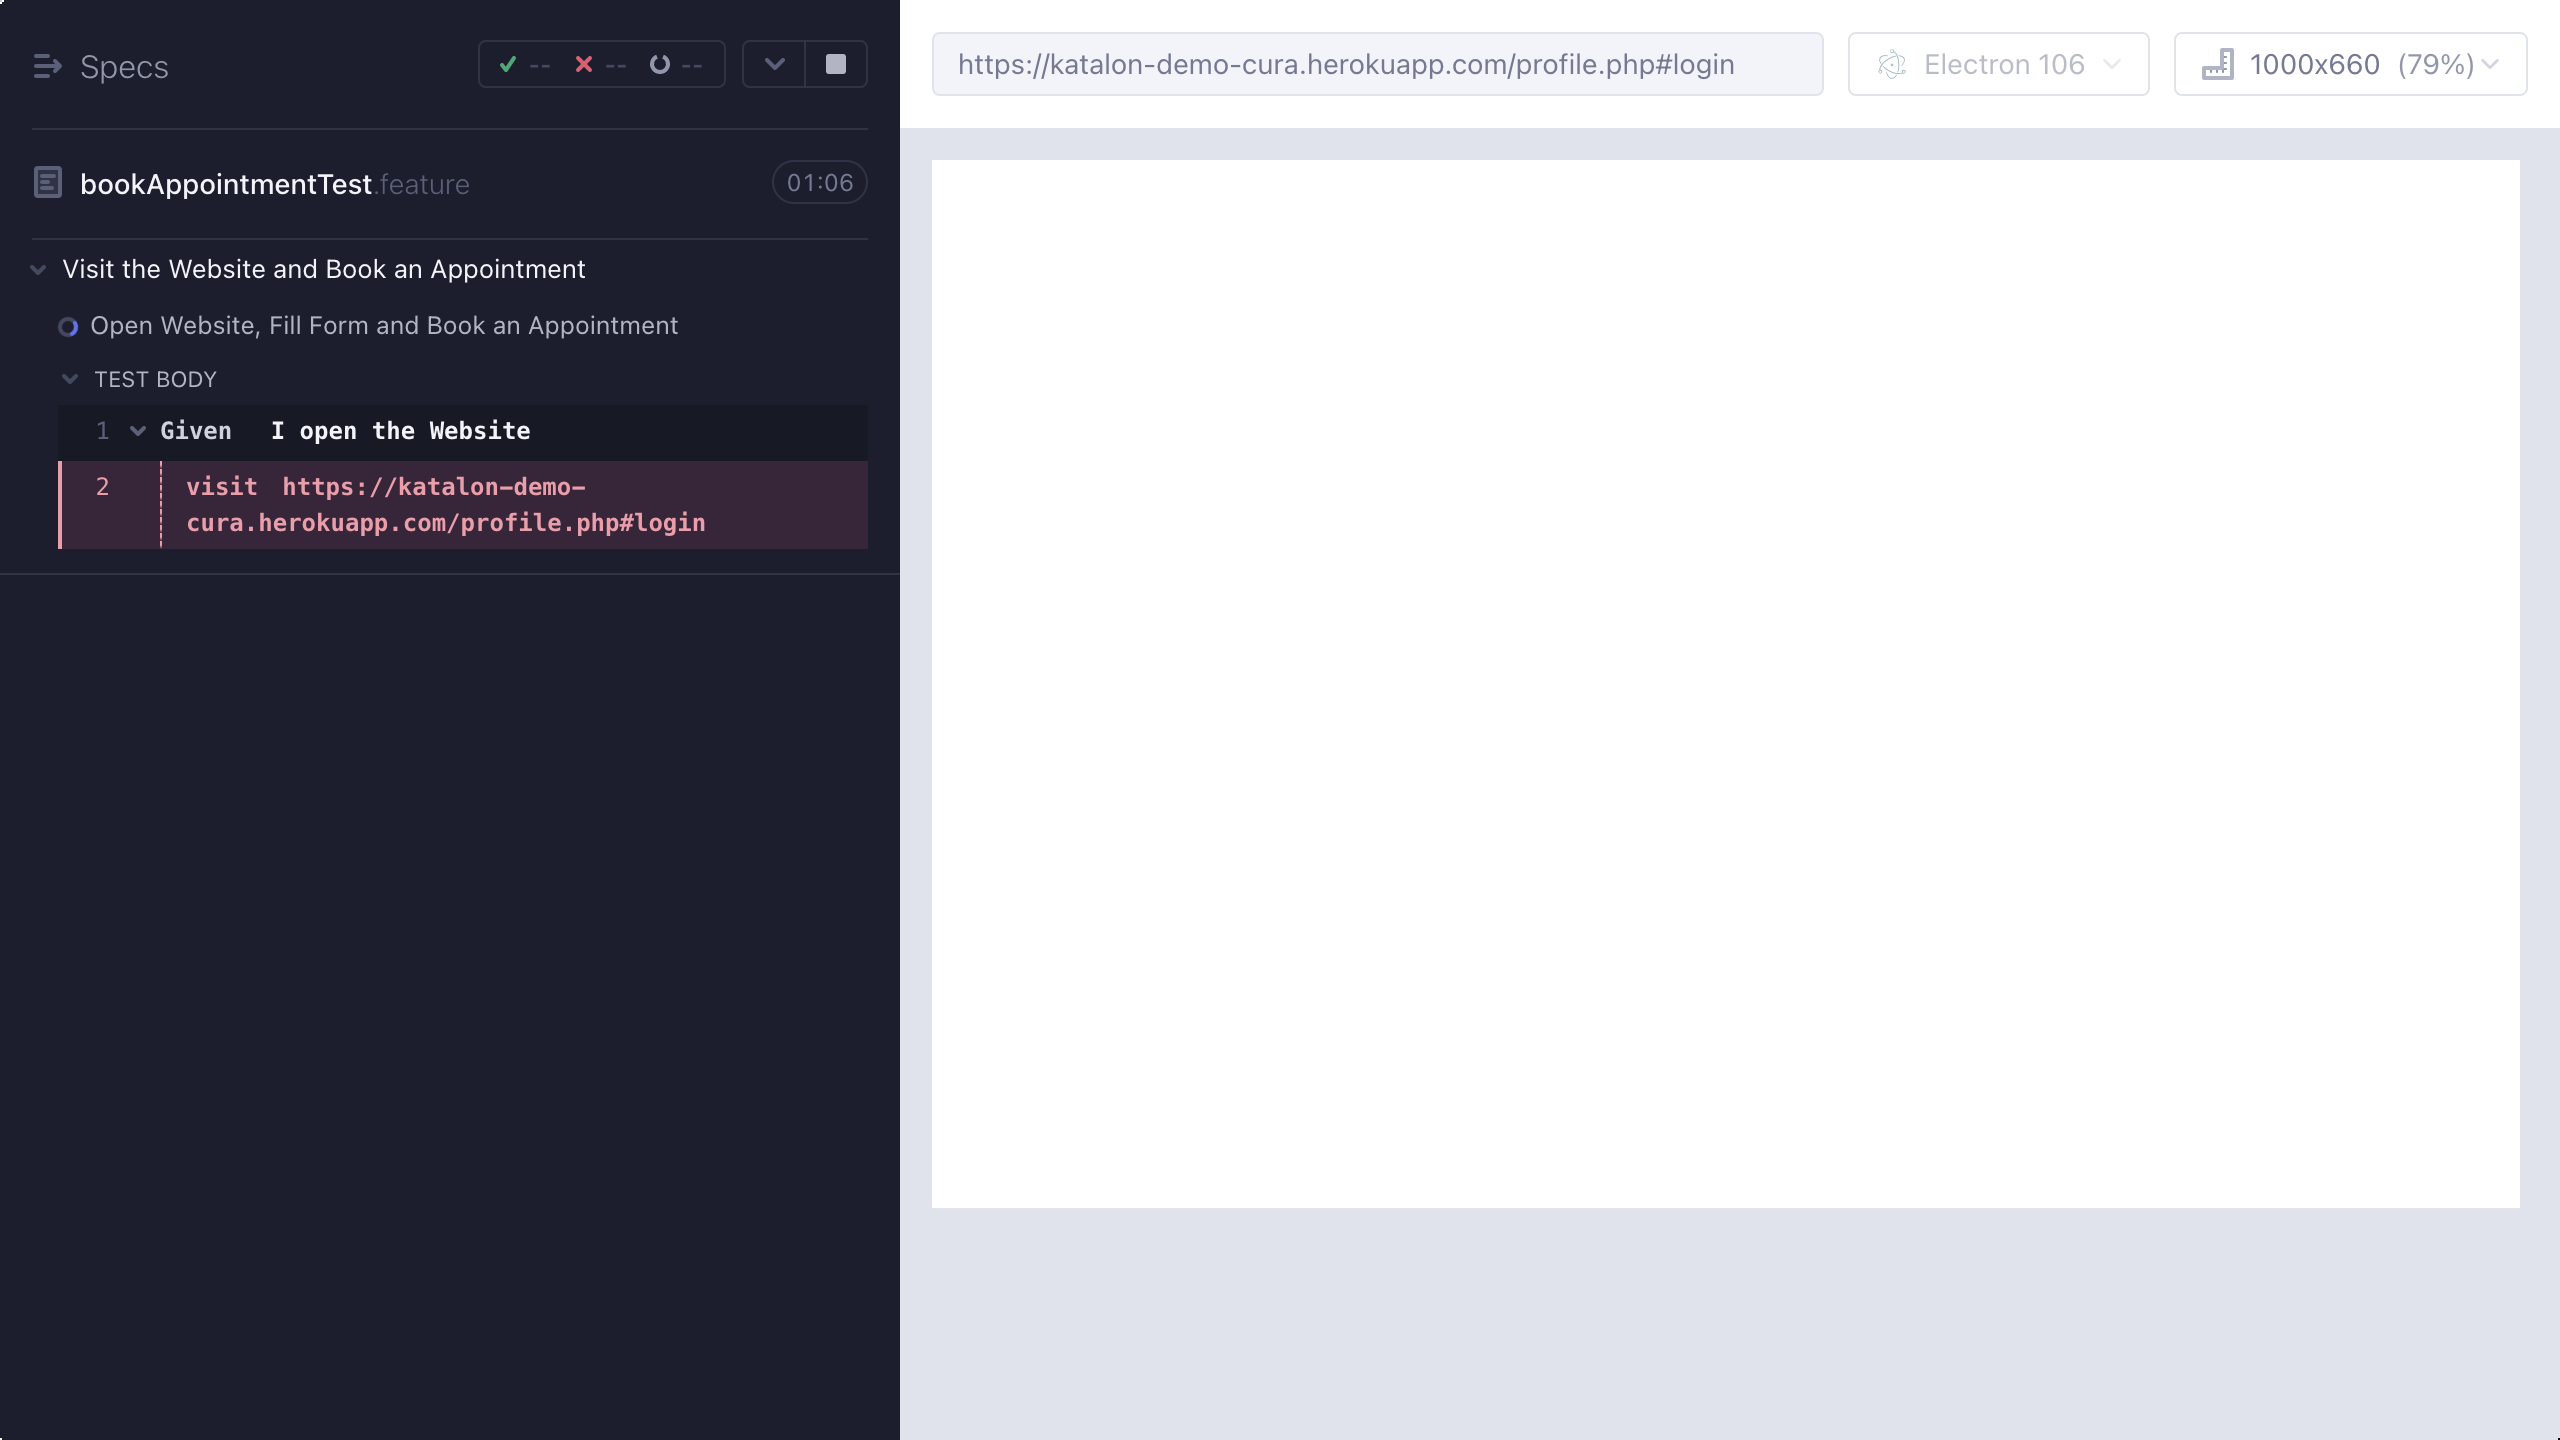 Specs
-- -- --
https://katalon-demo-cura.herokuapp.com/profile.php#login
Electron 106
1000x660 (79%)
bookAppointmentTest.feature
01:06
Visit the Website and Book an Appointment
Open Website, Fill Form and Book an Appointment
TEST BODY
1 Given I open the Website
2 visit https://katalon-demo-
cura.herokuapp.com/profile.php#login